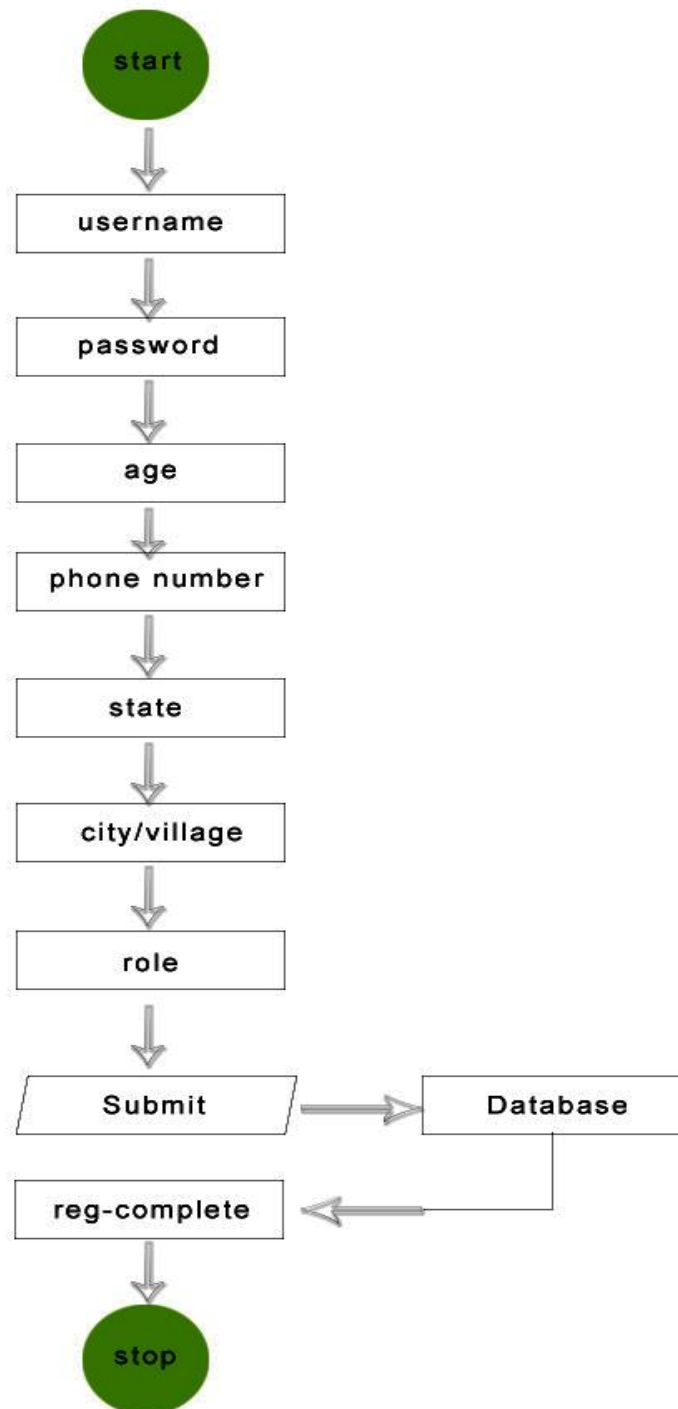 start
username
password
age
phone number
state
city/village
role
Submit
Database
reg-complete
stop